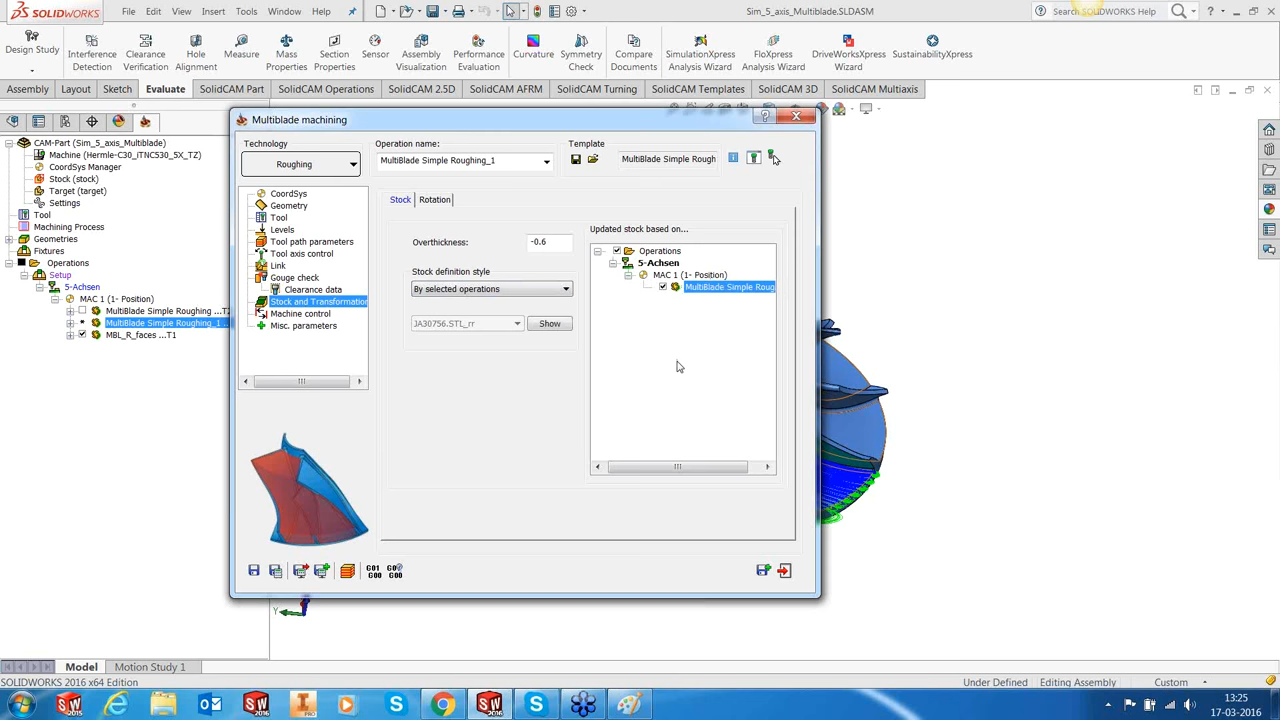 SOLIDWORKS File Edit View Insert Tools Window Help Sim_5_axis_Multiblade.SLDASM Search SOLIDWORKS Help
Design Study
Interference Detection
Clearance Verification
Hole Alignment
Measure
Mass Properties
Section Properties
Sensor
Assembly Visualization
Performance Evaluation
Curvature
Symmetry Check
Compare Documents
SimulationXpress Analysis Wizard
FloXpress Analysis Wizard
DriveWorksXpress Wizard
SustainabilityXpress
Assembly Layout Sketch Evaluate SolidCAM Part SolidCAM Operations SolidCAM 2.5D SolidCAM AFRM SolidCAM Turning SolidCAM Templates SolidCAM 3D SolidCAM Multiaxis
CAM-Part (Sim_5_axis_Multiblade)
Machine (Hermle-C30_iTNC530_5X_TZ)
CoordSys Manager
Stock (stock)
Target (target)
Settings
Tool
Machining Process
Geometries
Fixtures
Operations
Setup
5-Achsen
MAC 1 (1- Position)
MultiBlade Simple Roughing ...T
MultiBlade Simple Roughing_1 ..
MBL_R_faces ...T1
Multiblade machining
Technology
Roughing
Operation name:
MultiBlade Simple Roughing_1
Template
MultiBlade Simple Rough
CoordSys
Geometry
Tool
Levels
Tool path parameters
Tool axis control
Link
Gouge check
Clearance data
Stock and Transformation
Machine control
Misc. parameters
Stock Rotation
Overthickness: -0.6
Stock definition style
By selected operations
JA30756.STL_rr Show
Updated stock based on...
Operations
5-Achsen
MAC 1 (1- Position)
MultiBlade Simple Roug
G01 G00
G00 G00
Y
Model Motion Study 1
SOLIDWORKS 2016 x64 Edition Under Defined Editing Assembly Custom
13:25
17-03-2016